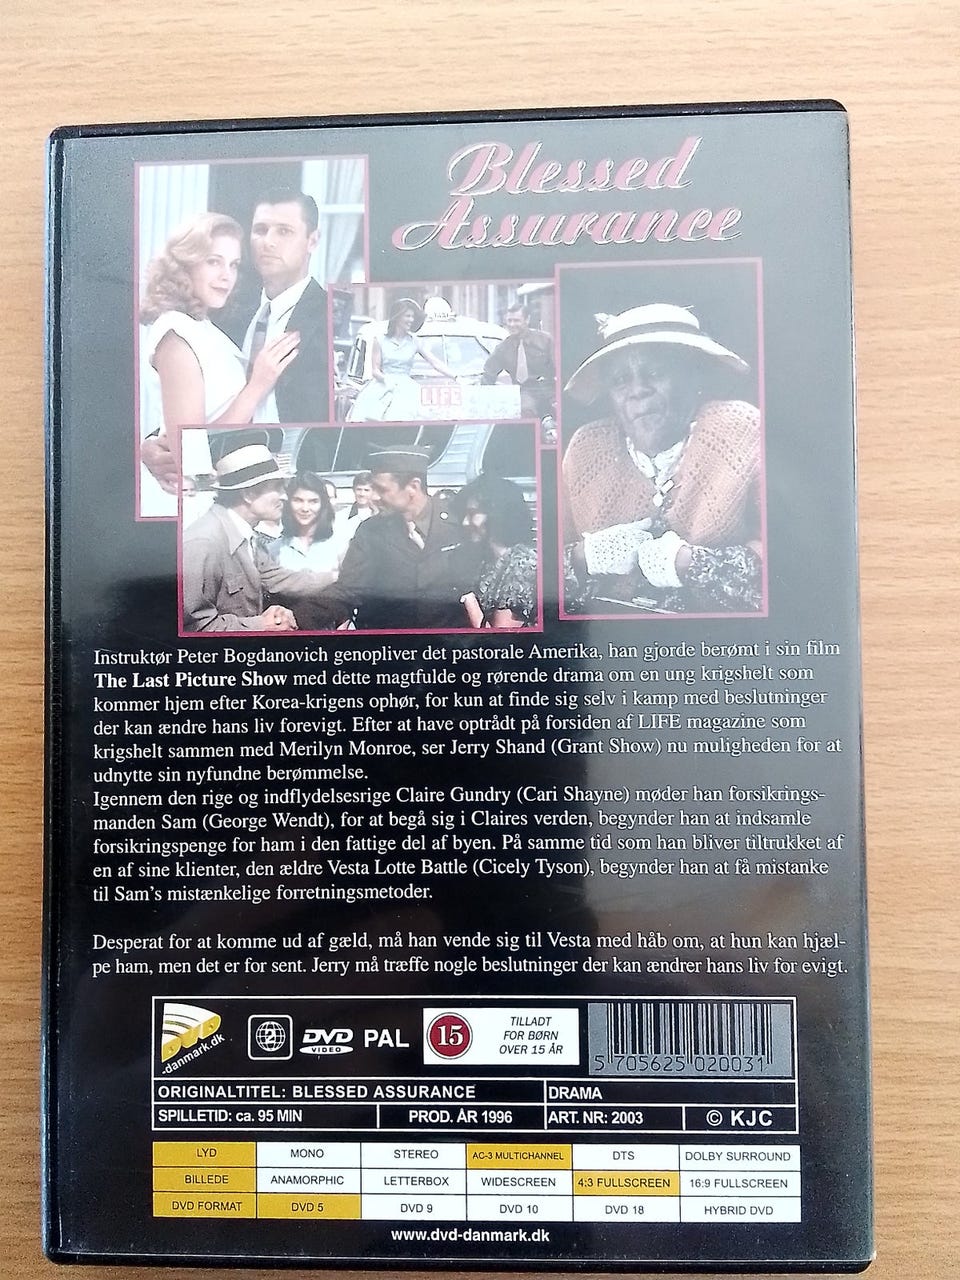 Blessed
Assurance
TAXI
LIFE
Instruktør Peter Bogdanovich genopliver det pastorale Amerika, han gjorde berømt i sin film
The Last Picture Show med dette magtfulde og rørende drama om en ung krigshelt som
kommer hjem efter Korea-krigens ophør, for kun at finde sig selv i kamp med beslutninger
der kan ændre hans liv forevigt. Efter at have optrådt på forsiden af LIFE magazine som
krigshelt sammen med Merilyn Monroe, ser Jerry Shand (Grant Show) nu muligheden for at
udnytte sin nyfundne berømmelse.
Igennem den rige og indflydelsesrige Claire Gundry (Cari Shayne) møder han forsikrings-
manden Sam (George Wendt), for at begå sig i Claires verden, begynder han at indsamle
forsikringspenge for ham i den fattige del af byen. På samme tid som han bliver tiltrukket af
en af sine klienter, den ældre Vesta Lotte Battle (Cicely Tyson), begynder han at få mistanke
til Sam's mistænkelige forretningsmetoder.
Desperat for at komme ud af gæld, må han vende sig til Vesta med håb om, at hun kan hjæl-
pe ham, men det er for sent. Jerry må træffe nogle beslutninger der kan ændrer hans liv for evigt.
DVD -danmark.dk 2 DVD VIDEO PAL 15 TILLADT
FOR BØRN
OVER 15 ÅR
5 705625 020031
ORIGINALTITEL: BLESSED ASSURANCE DRAMA
SPILLETID: ca. 95 MIN PROD. ÅR 1996 ART. NR: 2003 © KJC
LYD MONO STEREO AC-3 MULTICHANNEL DTS DOLBY SURROUND
BILLEDE ANAMORPHIC LETTERBOX WIDESCREEN 4:3 FULLSCREEN 16:9 FULLSCREEN
DVD FORMAT DVD 5 DVD 9 DVD 10 DVD 18 HYBRID DVD
www.dvd-danmark.dk